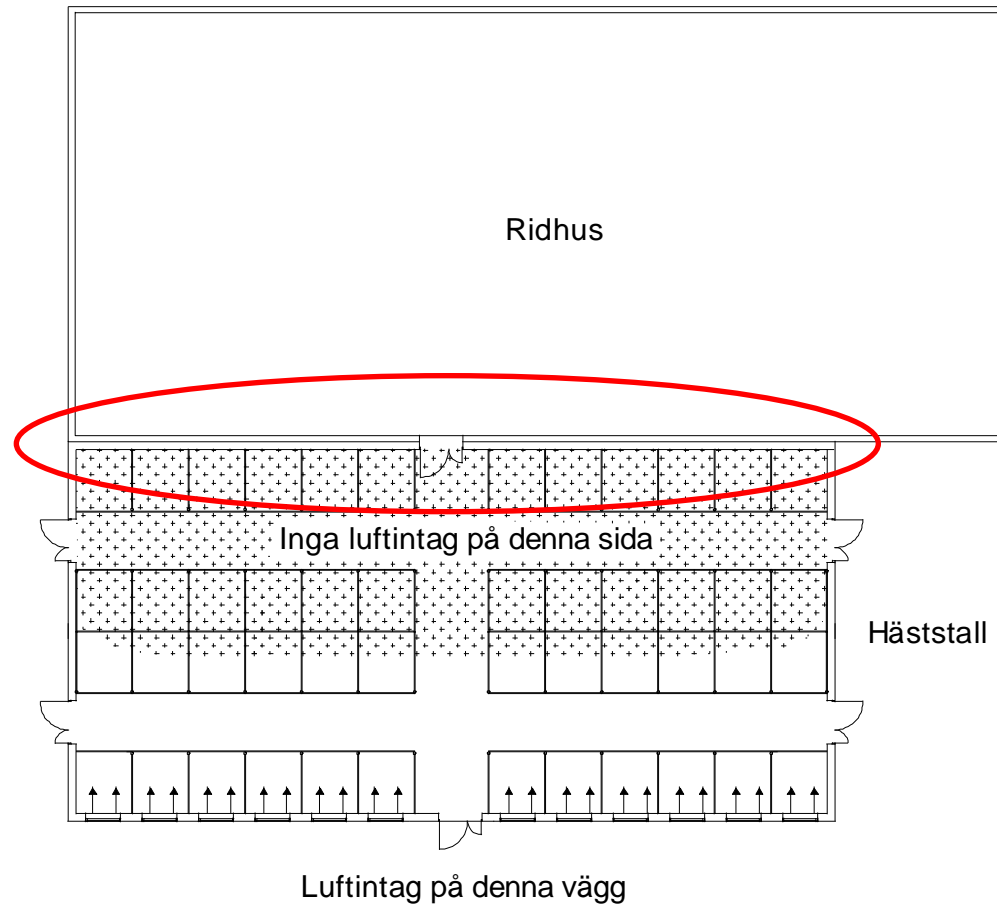 Ridhus
Inga luftintag på denna sida
Häststall
Luftintag på denna vägg